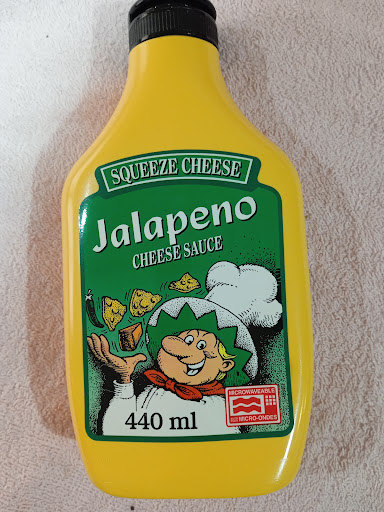 SQUEEZE CHEESE
Jalapeno
CHEESE SAUCE
440 ml
MICROWAVEABLE
MICRO-ONDES